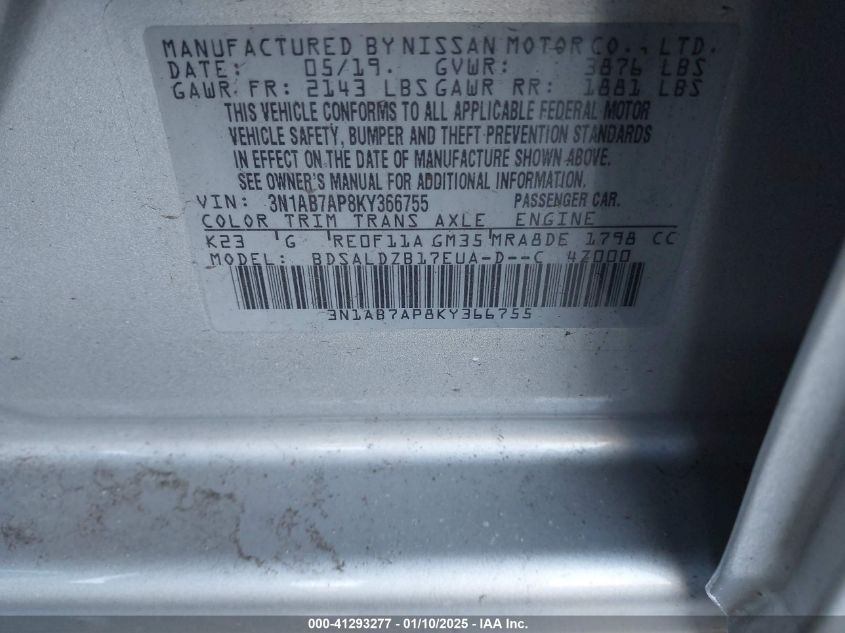 MANUFACTURED BY NISSAN MOTOR CO., LTD.
DATE: 05/19. GVWR: 3876 LBS
GAWR FR: 2143 LBS GAWR RR: 1881 LBS
THIS VEHICLE CONFORMS TO ALL APPLICABLE FEDERAL MOTOR
VEHICLE SAFETY, BUMPER AND THEFT PREVENTION STANDARDS
IN EFFECT ON THE DATE OF MANUFACTURE SHOWN ABOVE.
SEE OWNER'S MANUAL FOR ADDITIONAL INFORMATION.
VIN: 3N1AB7AP8KY366755 PASSENGER CAR.
COLOR TRIM TRANS AXLE ENGINE
K23 G RE0F11A GM35 MRA8DE 1798 CC
MODEL: BDSALDZB17EUA-D--C 4Z000
3N1AB7AP8KY366755
000-41293277 - 01/10/2025 - IAA Inc.